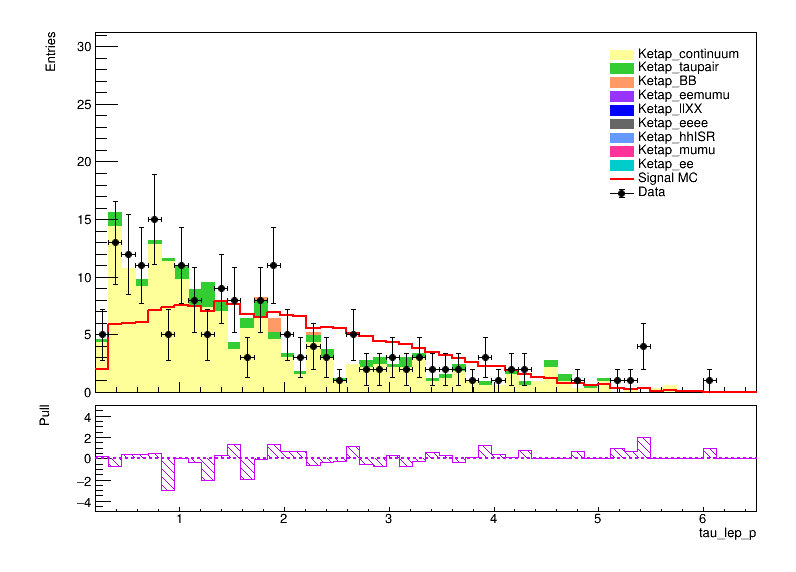 Entries
30
25
20
15
10
5
0
Ketap_continuum
Ketap_taupair
Ketap_BB
Ketap_eemumu
Ketap_llXX
Ketap_eeee
Ketap_hhISR
Ketap_mumu
Ketap_ee
Signal MC
Data
Pull
4
2
0
−2
−4
1 2 3 4 5 6
tau_lep_p